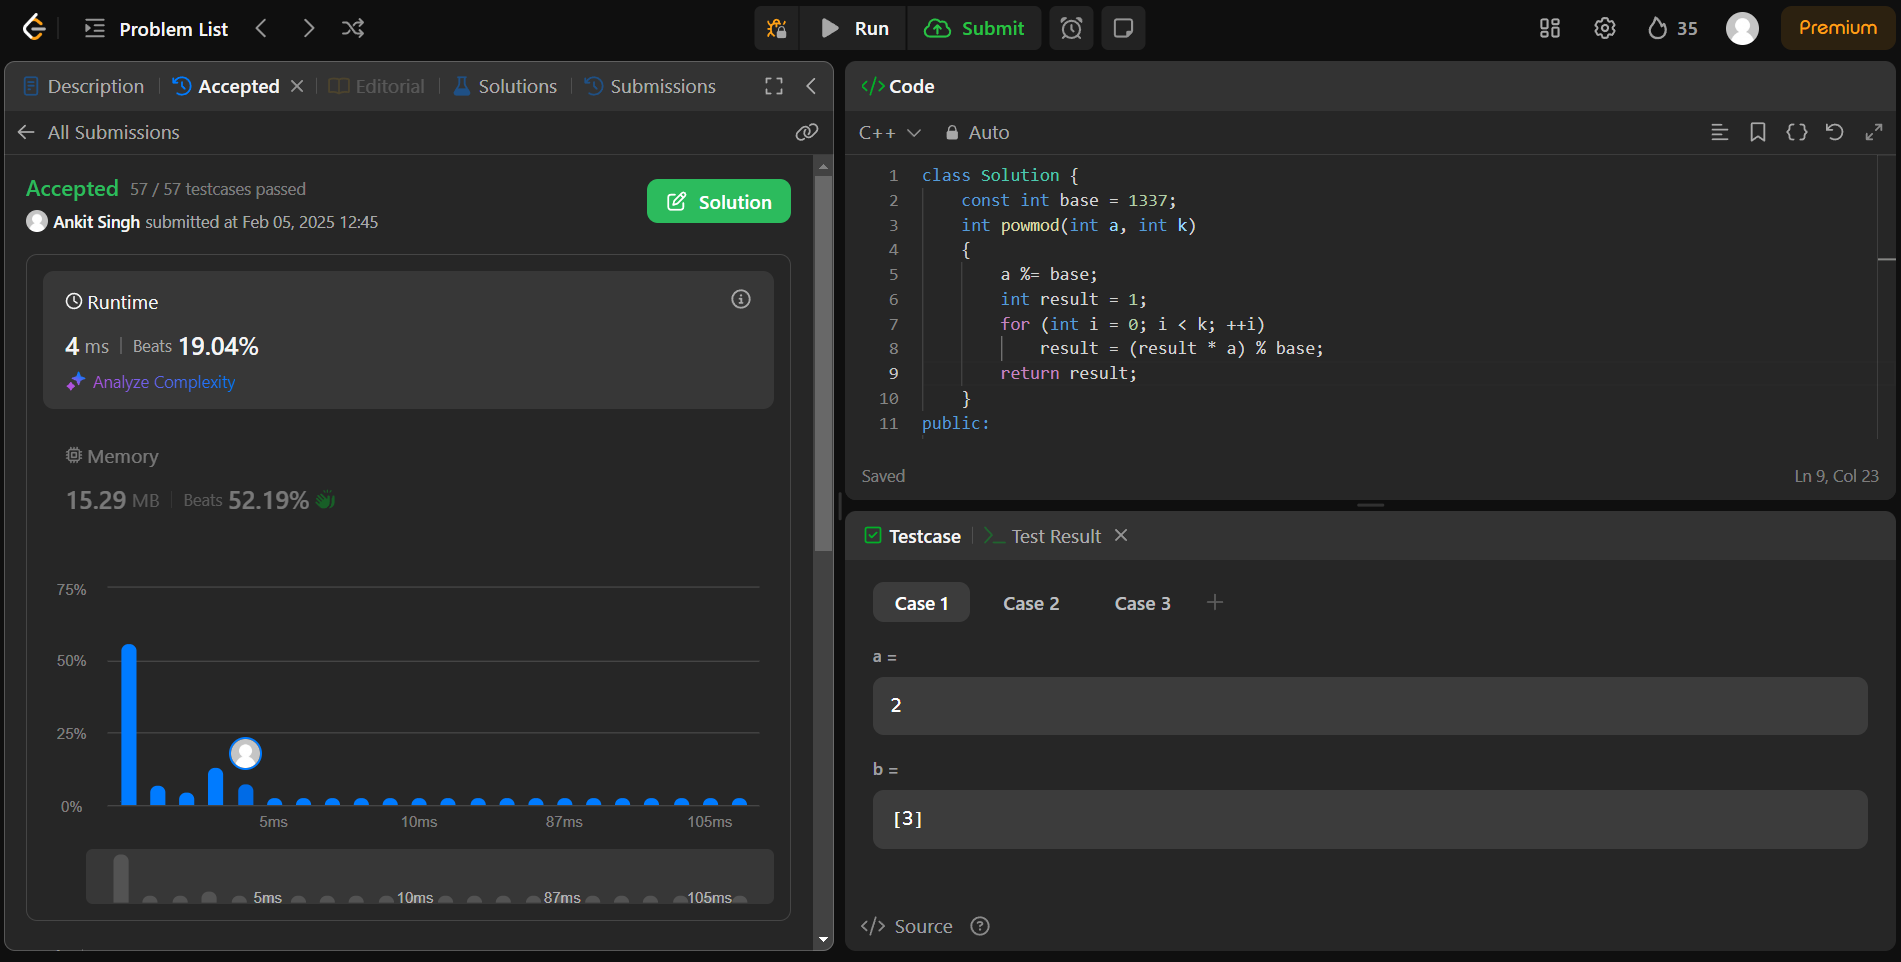 Problem List
Run
Submit
35
Premium
Description
Accepted
Editorial
Solutions
Submissions
All Submissions
Accepted 57 / 57 testcases passed
Ankit Singh submitted at Feb 05, 2025 12:45
Solution
Runtime
4 ms | Beats 19.04%
Analyze Complexity
Memory
15.29 MB | Beats 52.19%
75%
50%
25%
0%
5ms 10ms 87ms 105ms
5ms 10ms 87ms 105ms
</> Code
C++ Auto
1 class Solution {
2 const int base = 1337;
3 int powmod(int a, int k)
4 {
5 a %= base;
6 int result = 1;
7 for (int i = 0; i < k; ++i)
8 result = (result * a) % base;
9 return result;
10 }
11 public:
Saved
Ln 9, Col 23
Testcase
Test Result
Case 1 Case 2 Case 3 +
a =
2
b =
[3]
</> Source